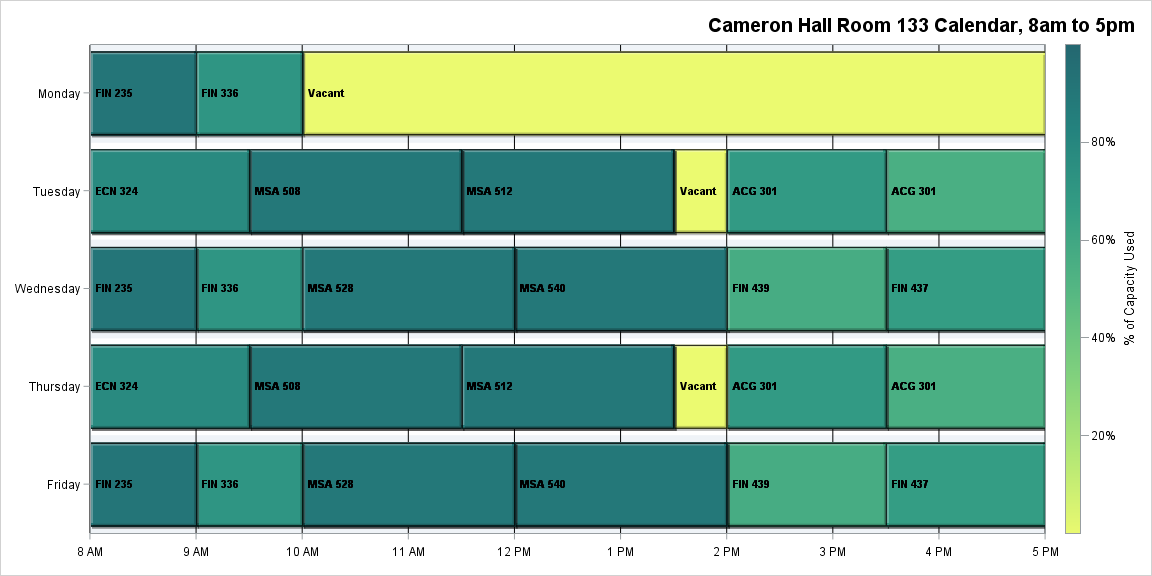 Cameron Hall Room 133 Calendar, 8am to 5pm
Monday
FIN 235
FIN 336
Vacant
Tuesday
ECN 324
MSA 508
MSA 512
Vacant
ACG 301
ACG 301
Wednesday
FIN 235
FIN 336
MSA 528
MSA 540
FIN 439
FIN 437
Thursday
ECN 324
MSA 508
MSA 512
Vacant
ACG 301
ACG 301
Friday
FIN 235
FIN 336
MSA 528
MSA 540
FIN 439
FIN 437
8 AM
9 AM
10 AM
11 AM
12 PM
1 PM
2 PM
3 PM
4 PM
5 PM
80%
60%
40%
20%
% of Capacity Used